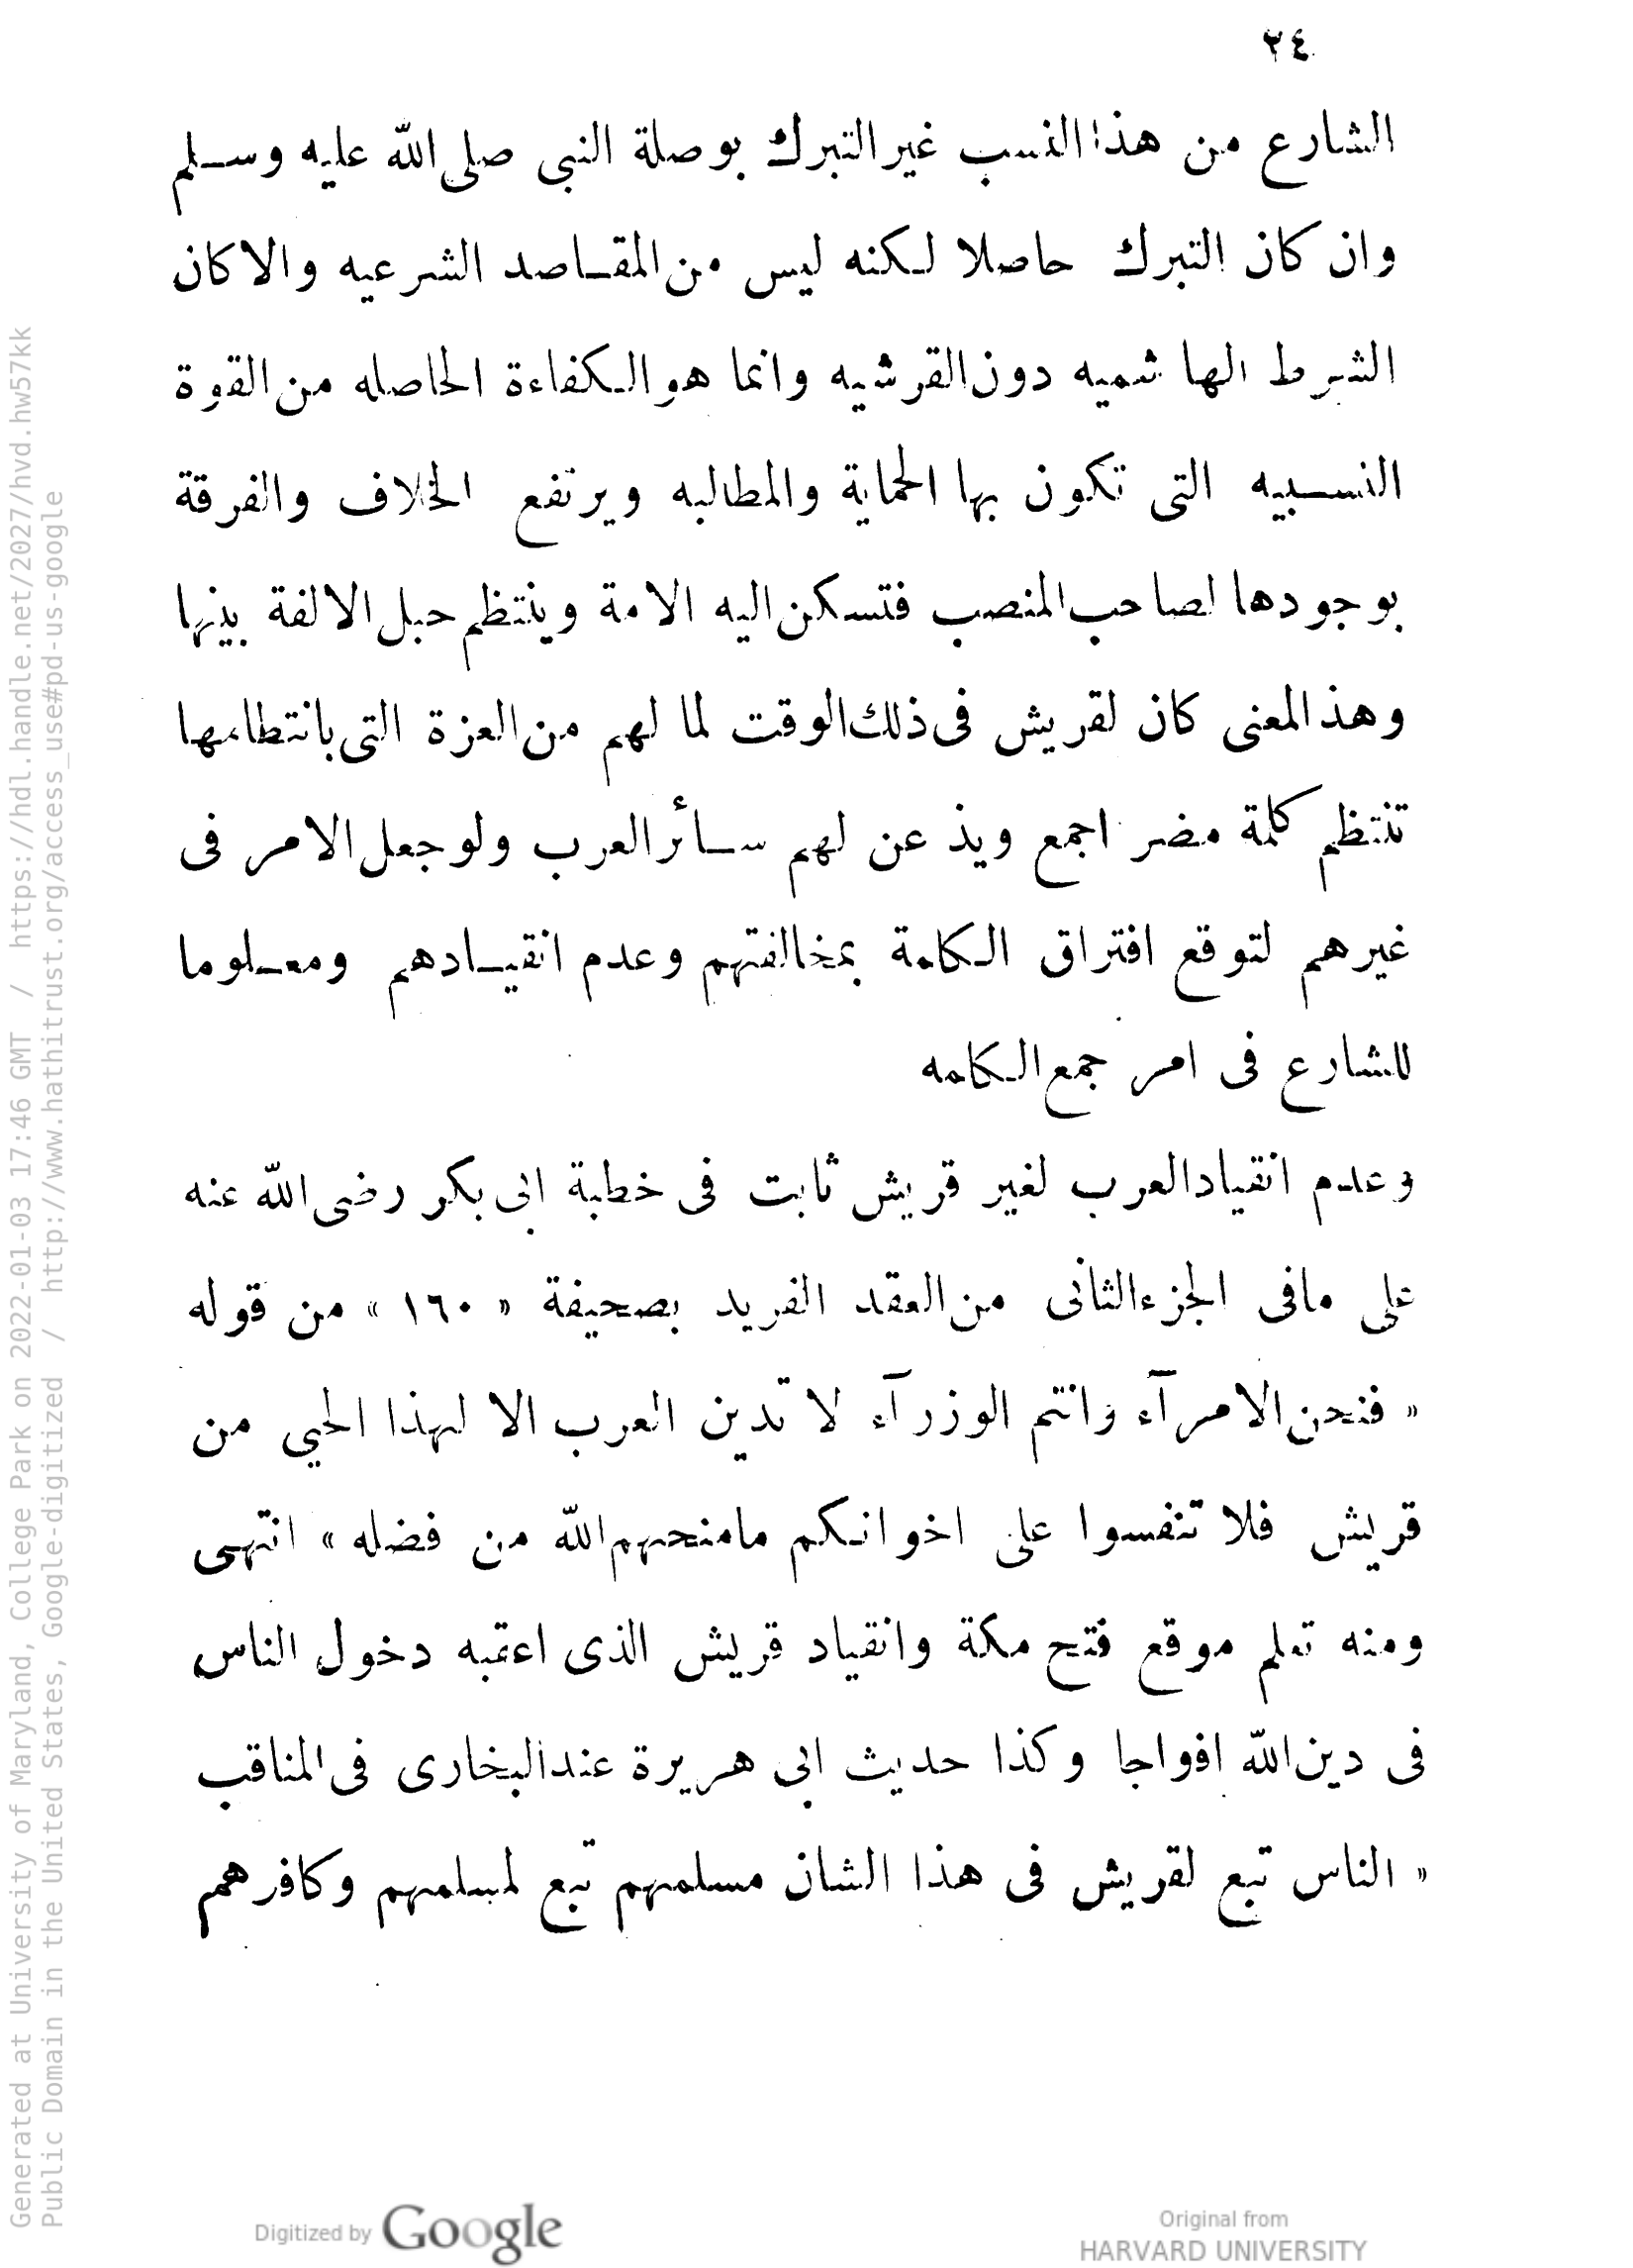 ٢٤
الشارع من هذا النسب غير التبرك بوصلة النبى صلى الله عليه وسلم
وان كان التبرك حاصلا لكنه ليس من المقاصد الشرعيه والا كان
الشرط الهاشميه دون القرشيه وانما هو الكفاءة الحاصله من القوة
النسبيه التى تكون بها الحماية والمطالبه ويرتفع الخلاف والفرقة
بوجودها لصاحب المنصب فتسكن اليه الامة وينتظم حبل الالفة بينها
وهذ المعنى كان لقريش فى ذلك الوقت لما لهم من العزة التى بانتطامها
تنتظم كلمة مضر اجمع ويذعن لهم سائر العرب ولو جعل الامر فى
غيرهم لتوقع افتراق الكلمة بمخالفتهم وعدم انقيادهم ومعلوما
للشارع فى امر جمع الكلمه
وعدم انقياد العرب لغير قريش ثابت فى خطبة ابى بكر رضى الله عنه
على مافى الجزء الثانى من العقد الفريد بصحيفة « ١٦٠ » من قوله
« فنحن الامرآء وانتم الوزرآء لا تدين العرب الا لهذا الحي من
قريش فلا تنفسوا على اخوانكم مامنحهم الله من فضله » انتهى
ومنه تعلم موقع فتح مكة وانقياد قريش الذى اعقبه دخول الناس
فى دين الله افواجا وكذا حديث ابى هريرة عند البخارى فى المناقب
« الناس تبع لقريش فى هذا الشان مسلمهم تبع لمسلمهم وكافرهم
Generated at University of Maryland, College Park on 2022-01-03 17:46 GMT / https://hdl.handle.net/2027/hvd.hw57kk
Public Domain in the United States, Google-digitized / http://www.hathitrust.org/access_use#pd-us-google
Digitized by Google
Original from
HARVARD UNIVERSITY